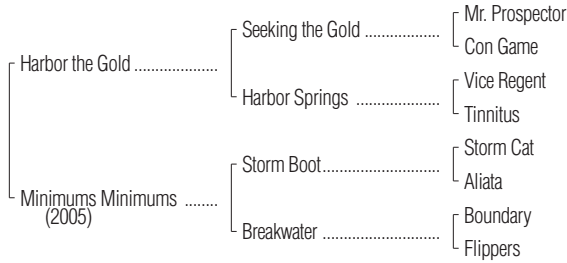 Mr. Prospector
Seeking the Gold ..................
Con Game
Harbor the Gold ....................
Vice Regent
Harbor Springs ....................
Tinnitus
Storm Cat
Storm Boot............................
Aliata
Minimums Minimums ........
(2005)
Boundary
Breakwater ............................
Flippers